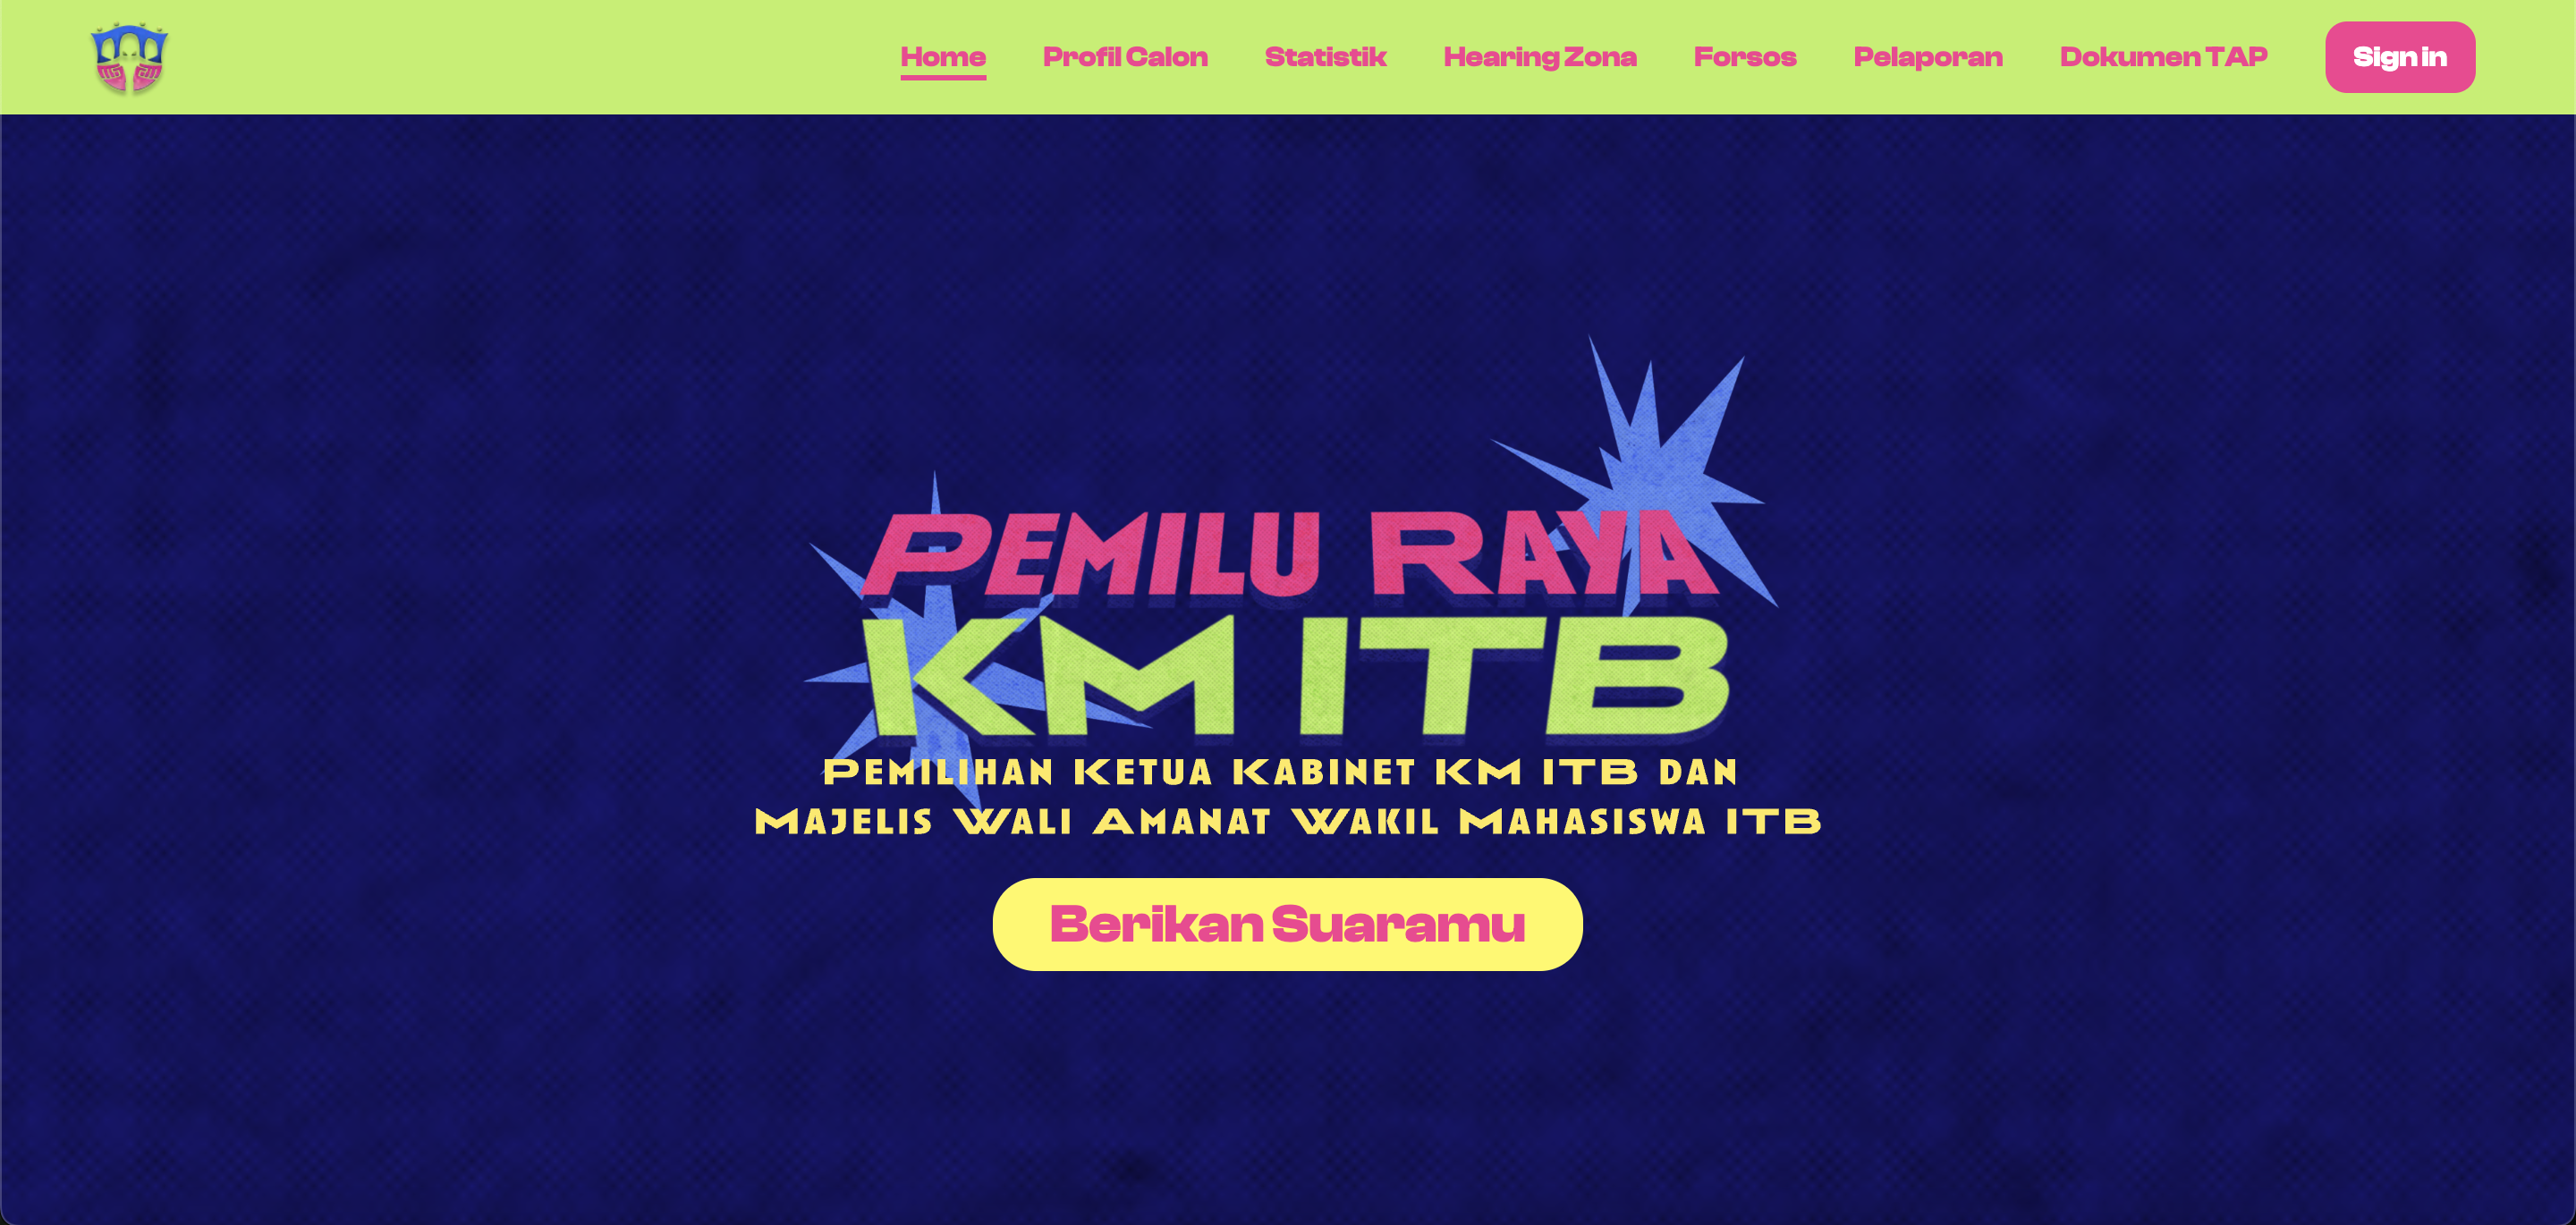 Home
Profil Calon
Statistik
Hearing Zona
Forsos
Pelaporan
Dokumen TAP
Sign in
PEMILU RAYA
KM ITB
PEMILIHAN KETUA KABINET KM ITB DAN
MAJELIS WALI AMANAT WAKIL MAHASISWA ITB
Berikan Suaramu